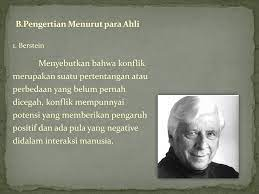 B.Pengertian Menurut para Ahli
1. Berstein
Menyebutkan bahwa konflik
merupakan suatu pertentangan atau
perbedaan yang belum pernah
dicegah, konflik mempunnyai
potensi yang memberikan pengaruh
positif dan ada pula yang negative
didalam interaksi manusia.